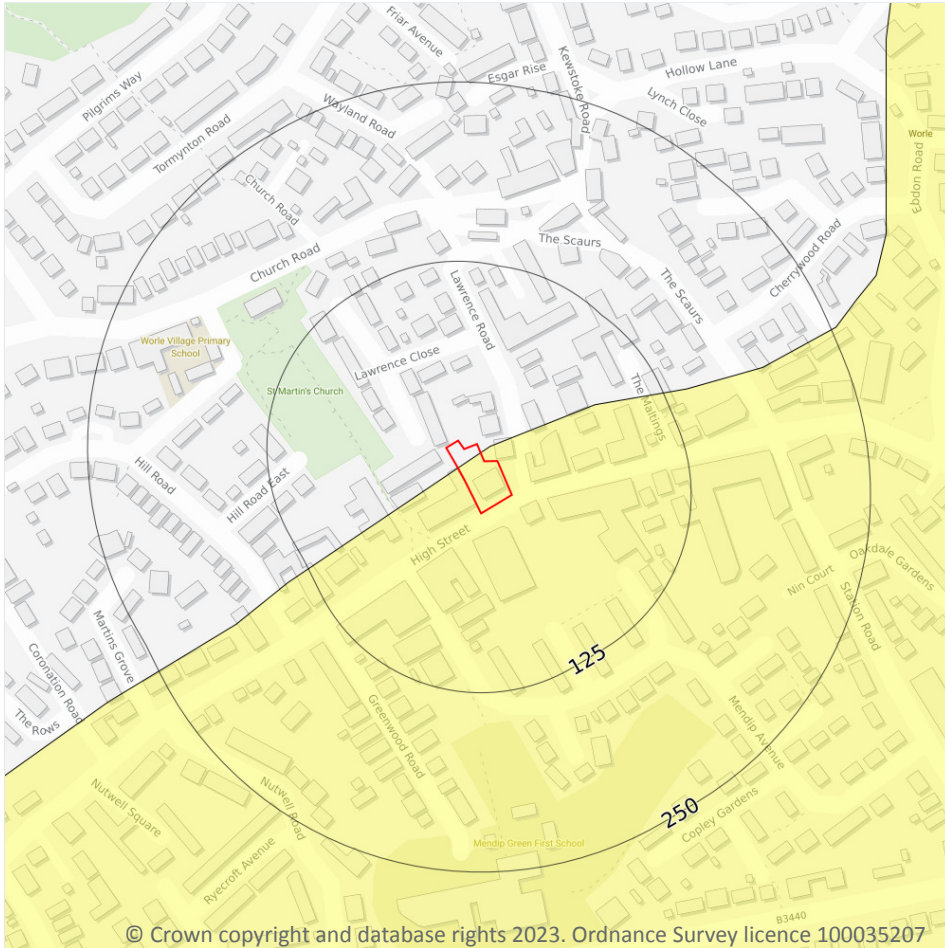 Friar Avenue
Kewstoke Road
Hollow Lane
Esgar Rise
Pilgrims Way
Lynch Close
Wayland Road
Worle
Tormynton Road
Ebdon Road
Church Road
The Scaurs
Cherrywood Road
Church Road
The Scaurs
Lawrence Road
Worle Village Primary
School
Lawrence Close
St Martin's Church
The Maltings
Hill Road
Hill Road East
High Street
Oakdale Gardens
Nin Court
Station Road
Martins Grove
Coronation Road
125
The Rows
Greenwood Road
Mendip Avenue
Nutwell Square
Nutwell Road
250
Copley Gardens
Mendip Green First School
Ryecroft Avenue
B3440
© Crown copyright and database rights 2023. Ordnance Survey licence 100035207